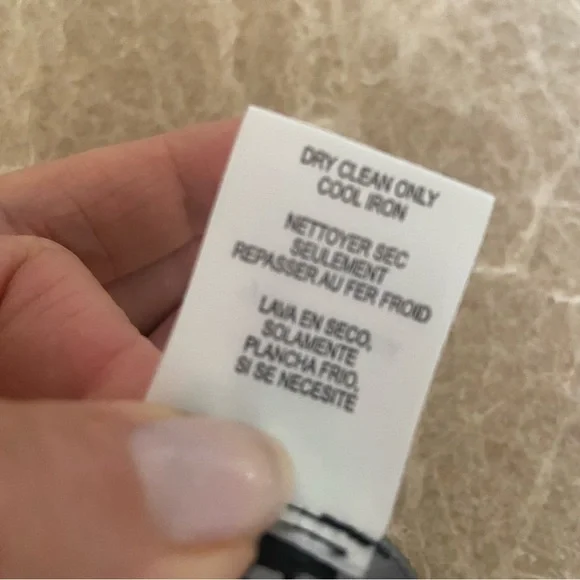 DRY CLEAN ONLY
COOL IRON
NETTOYER SEC
SEULEMENT
REPASSER.AU FER FROID
LAVA EN SECO,
SOLAMENTE
PLANCHA FRIO,
SI SE NECESITE